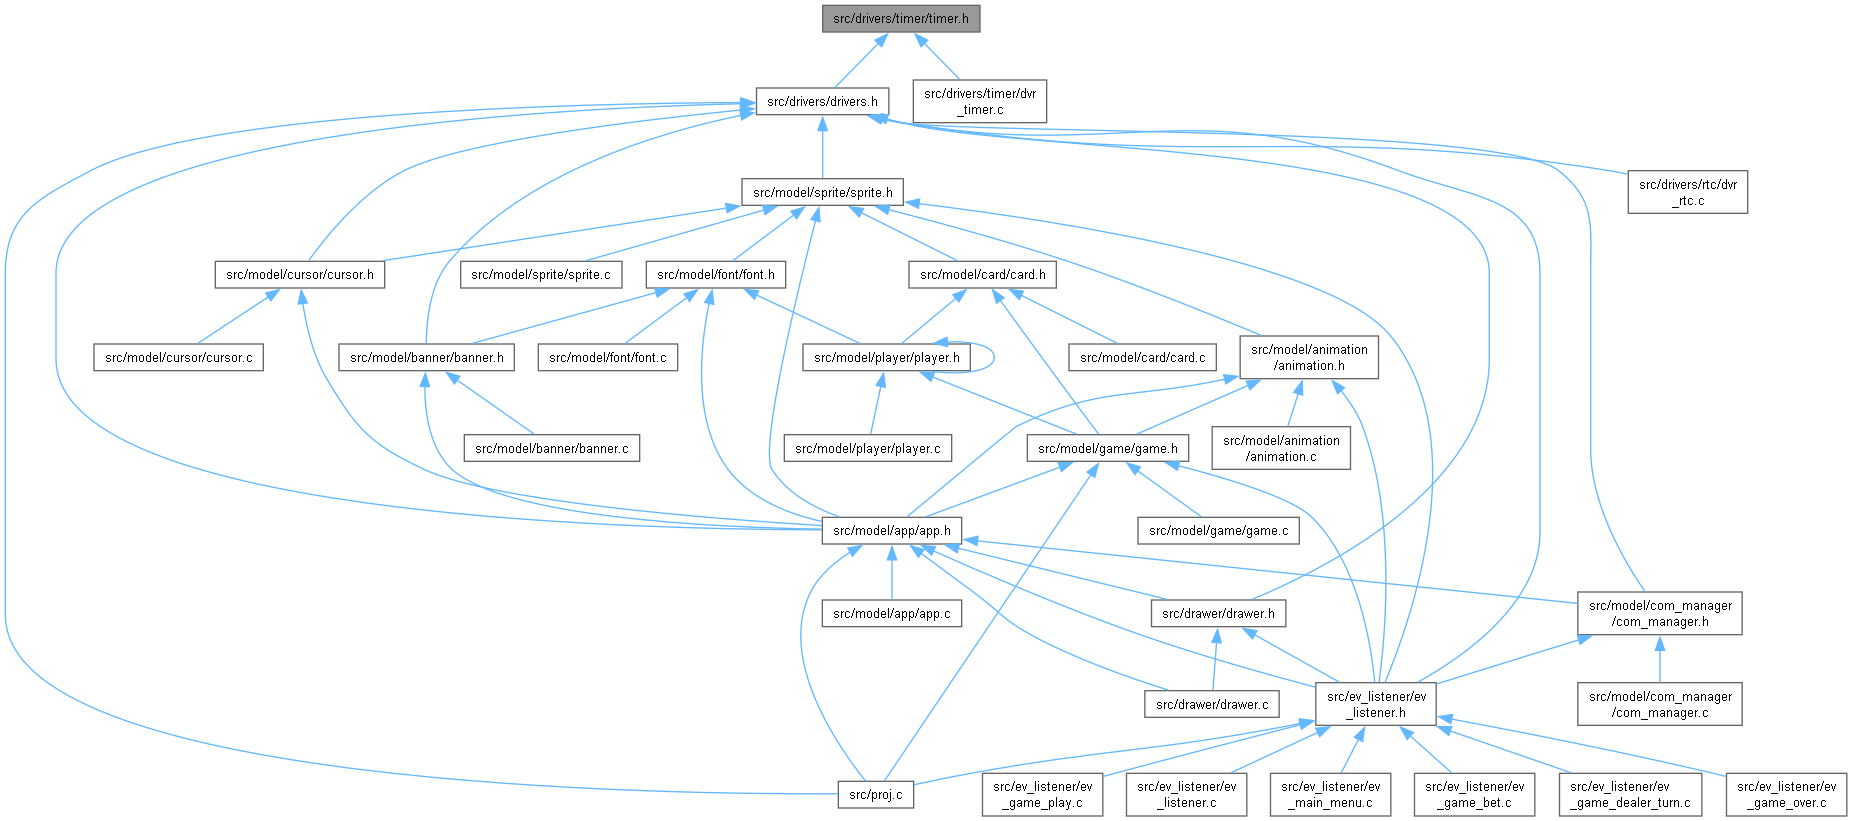 src/drivers/timer/timer.h
src/drivers/drivers.h
src/drivers/timer/dvr
_timer.c
src/model/sprite/sprite.h
src/drivers/rtc/dvr
_rtc.c
src/model/cursor/cursor.h
src/model/sprite/sprite.c
src/model/font/font.h
src/model/card/card.h
src/model/cursor/cursor.c
src/model/banner/banner.h
src/model/font/font.c
src/model/player/player.h
src/model/card/card.c
src/model/animation
/animation.h
src/model/banner/banner.c
src/model/player/player.c
src/model/game/game.h
src/model/animation
/animation.c
src/model/app/app.h
src/model/game/game.c
src/model/app/app.c
src/drawer/drawer.h
src/model/com_manager
/com_manager.h
src/drawer/drawer.c
src/ev_listener/ev
_listener.h
src/model/com_manager
/com_manager.c
src/proj.c
src/ev_listener/ev
_game_play.c
src/ev_listener/ev
_listener.c
src/ev_listener/ev
_main_menu.c
src/ev_listener/ev
_game_bet.c
src/ev_listener/ev
_game_dealer_turn.c
src/ev_listener/ev
_game_over.c